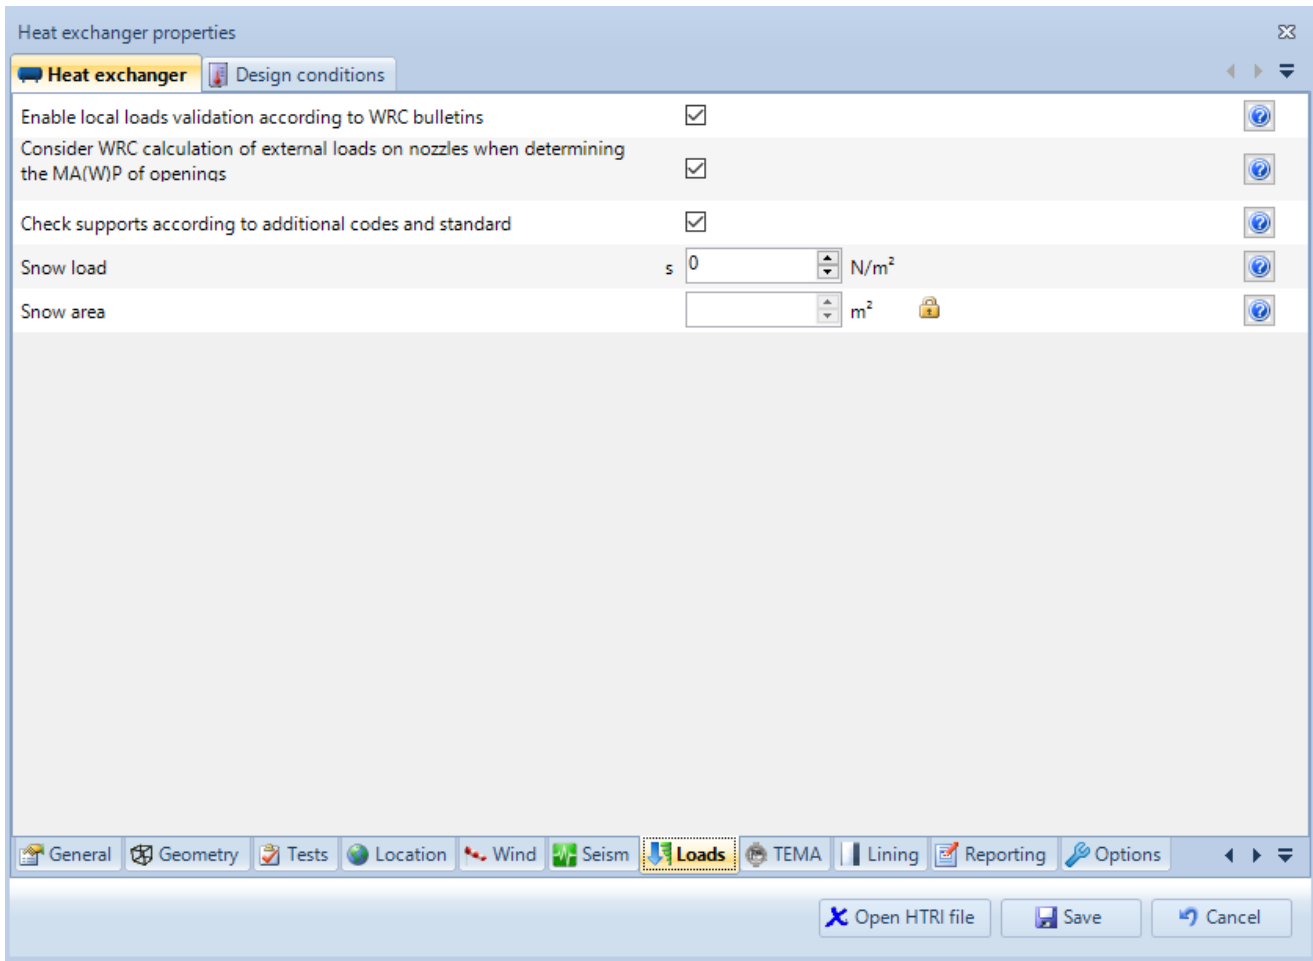 Heat exchanger properties
Heat exchanger Design conditions
Enable local loads validation according to WRC bulletins
Consider WRC calculation of external loads on nozzles when determining
the MA(W)P of openings
Check supports according to additional codes and standard
Snow load s 0 N/m²
Snow area m²
General Geometry Tests Location Wind Seism Loads TEMA Lining Reporting Options
Open HTRI file Save Cancel